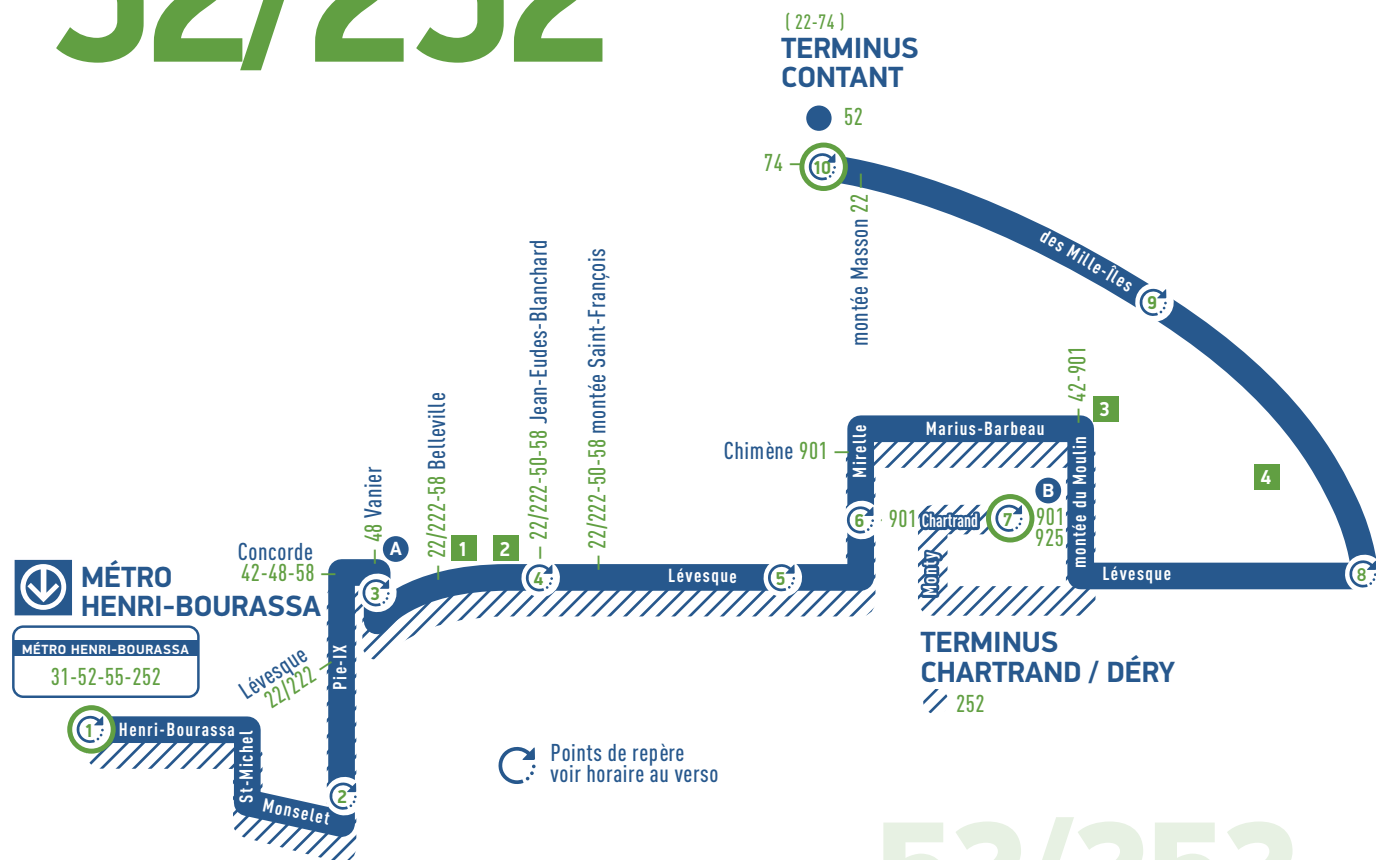 52/252
( 22-74 )
TERMINUS
CONTANT
52
74
10
montée Masson 22
des Mille-Îles
9
22/222-50-58 Jean-Eudes-Blanchard
22/222-50-58 montée Saint-François
22/222-58 Belleville
48 Vanier
A
1
2
Concorde
42-48-58
3
4
Lévesque
5
Chimène 901
Mirelle
Marius-Barbeau
42-901
3
montée du Moulin
6
901 Chartrand
7
B
901
925
Monty
4
Lévesque
8
MÉTRO
HENRI-BOURASSA
MÉTRO HENRI-BOURASSA
31-52-55-252
Lévesque
22/222
Pie-IX
1
Henri-Bourassa
St-Michel
Monselet
2
TERMINUS
CHARTRAND / DÉRY
252
Points de repère
voir horaire au verso
52/252